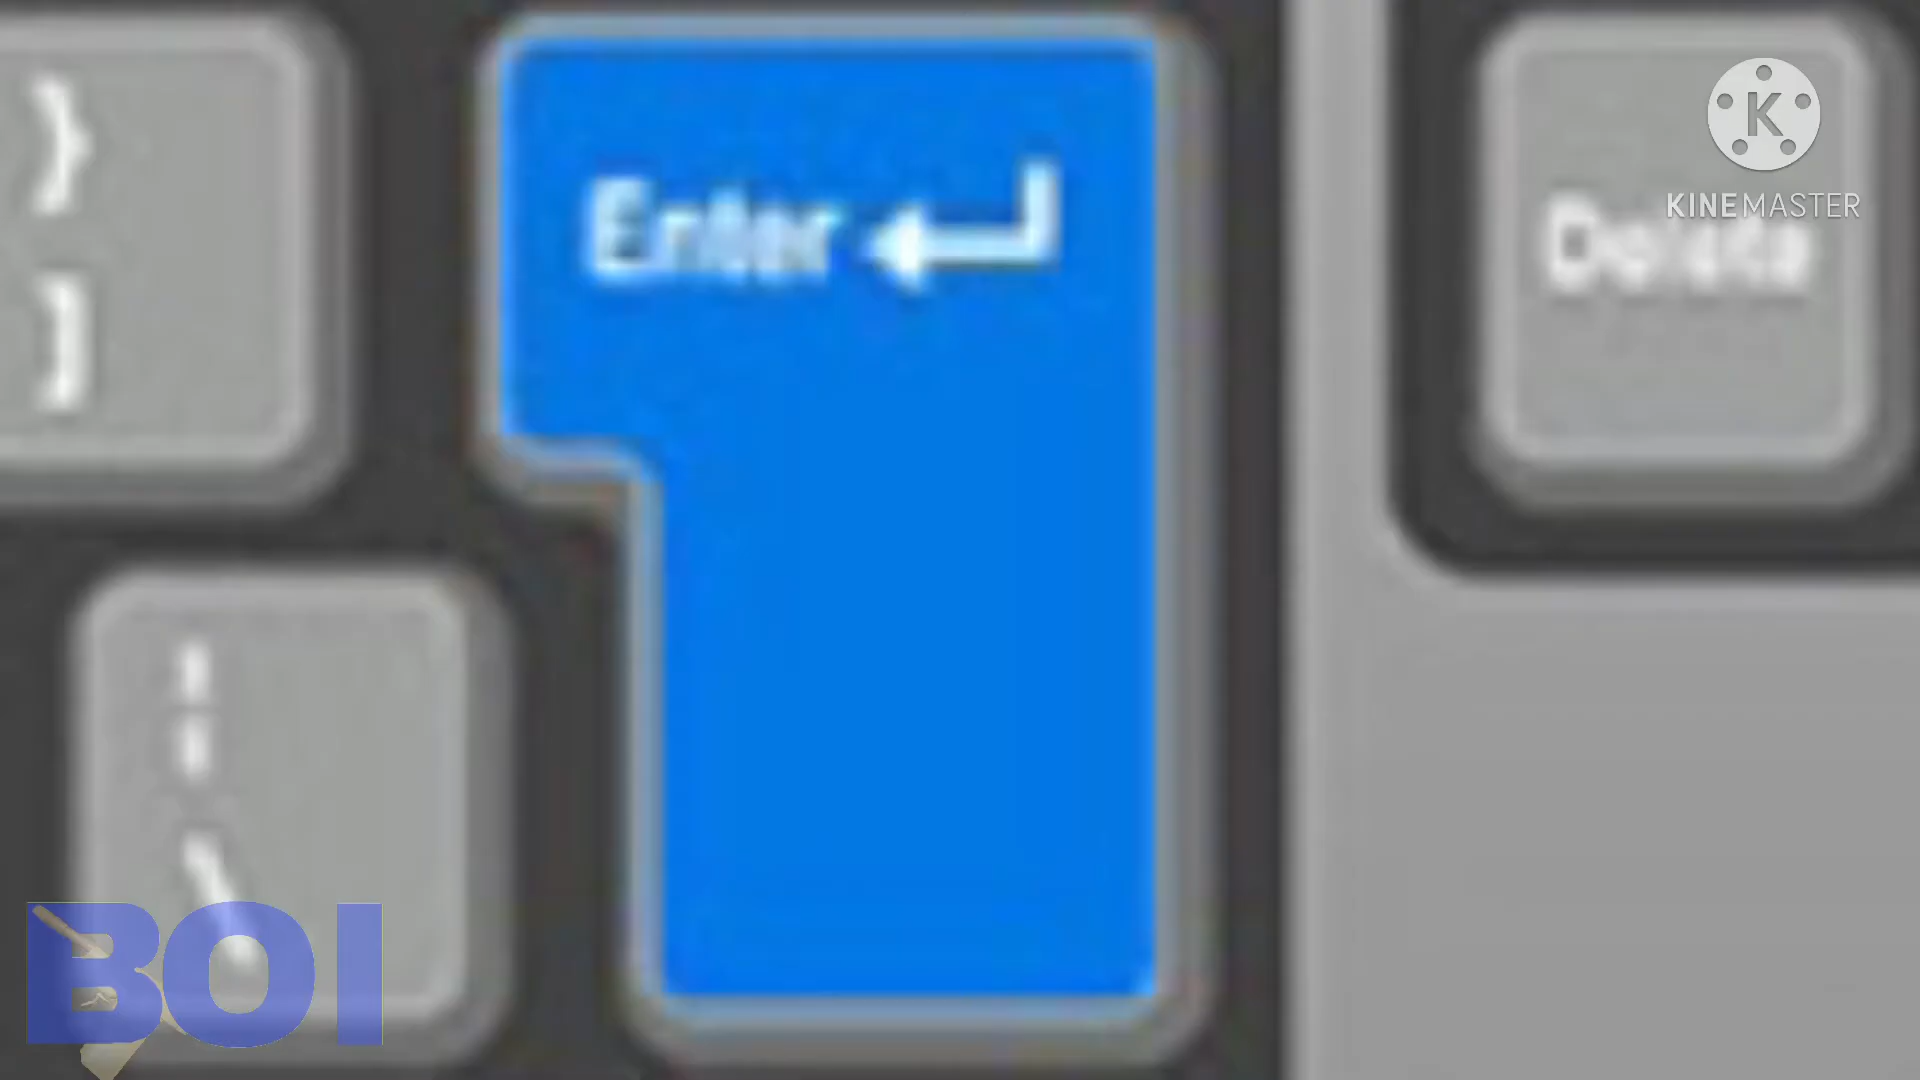 }
]
Enter
Delete
K
KINEMASTER
¦
\
BOI